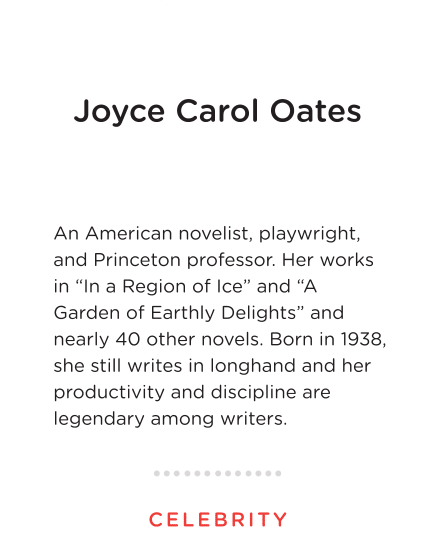 Joyce Carol Oates
An American novelist, playwright,
and Princeton professor. Her works
in “In a Region of Ice” and “A
Garden of Earthly Delights” and
nearly 40 other novels. Born in 1938,
she still writes in longhand and her
productivity and discipline are
legendary among writers.
CELEBRITY